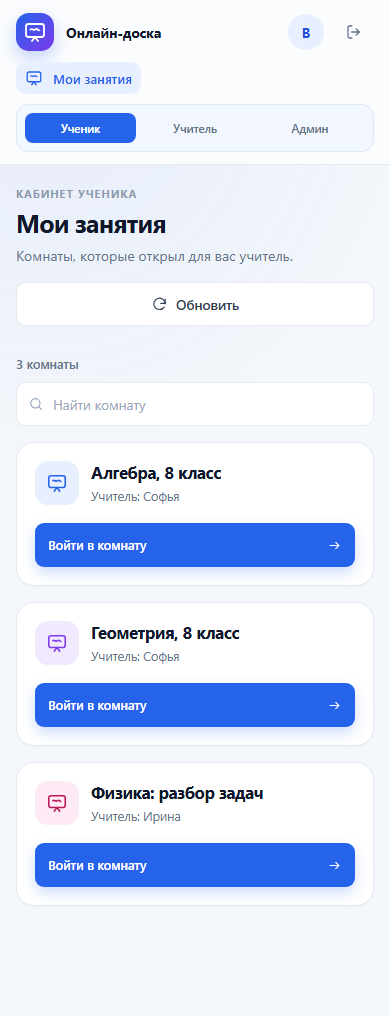 Онлайн-доска
В
Мои занятия
Ученик
Учитель
Админ
КАБИНЕТ УЧЕНИКА
Мои занятия
Комнаты, которые открыл для вас учитель.
Обновить
3 комнаты
Найти комнату
Алгебра, 8 класс
Учитель: Софья
Войти в комнату
Геометрия, 8 класс
Учитель: Софья
Войти в комнату
Физика: разбор задач
Учитель: Ирина
Войти в комнату